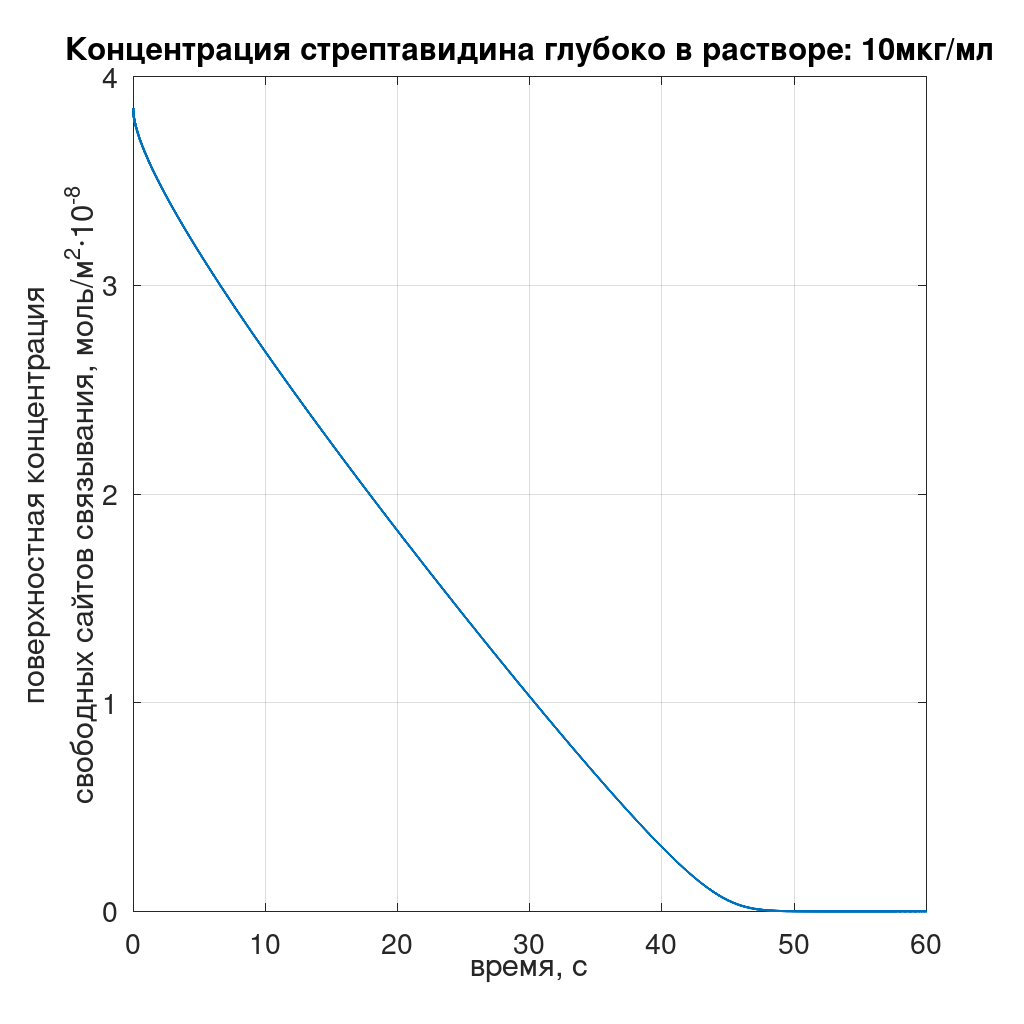 Концентрация стрептавидина глубоко в растворе: 10мкг/мл
поверхностная концентрация
свободных сайтов связывания, моль/м²·10⁻⁸
4
3
2
1
0
0 10 20 30 40 50 60
время, с